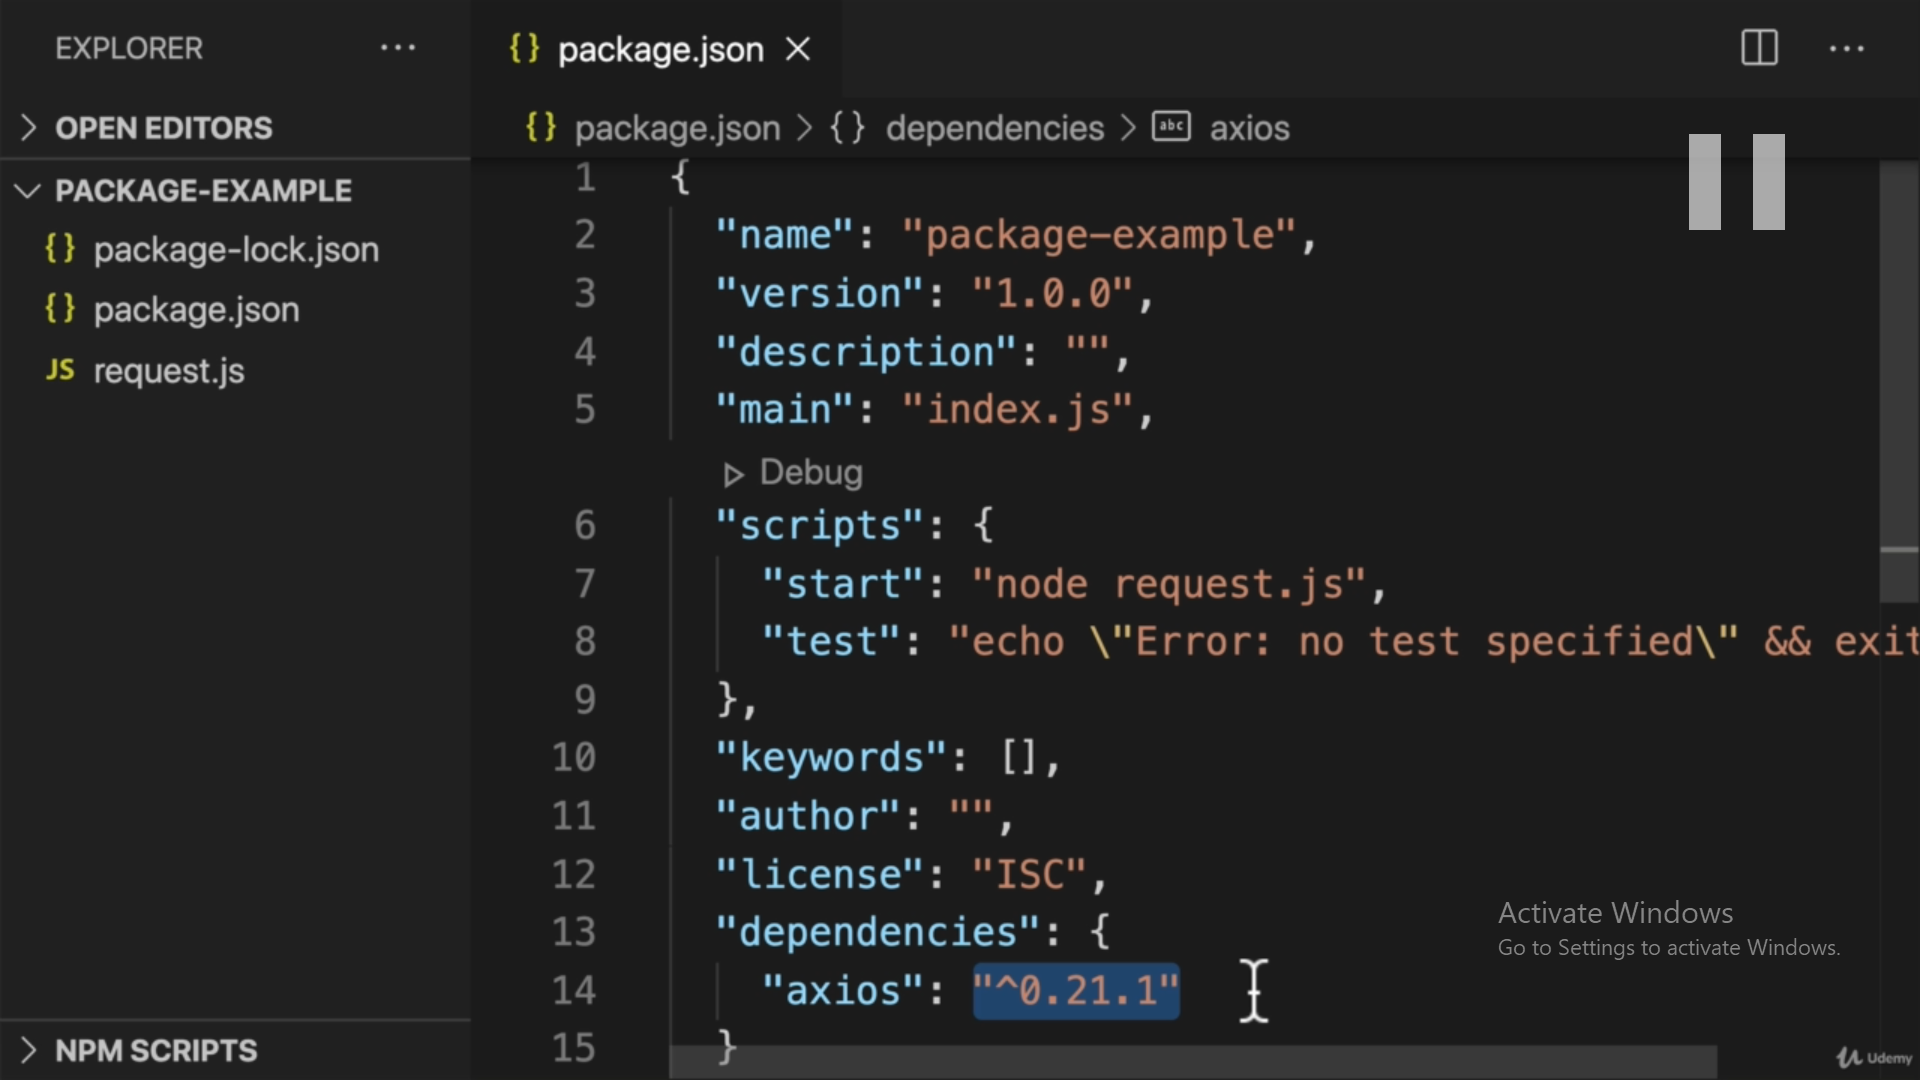 EXPLORER
OPEN EDITORS
PACKAGE-EXAMPLE
{} package-lock.json
{} package.json
JS request.js
NPM SCRIPTS
{} package.json
{} package.json > {} dependencies > abc axios
1 {
2 "name": "package-example",
3 "version": "1.0.0",
4 "description": "",
5 "main": "index.js",
Debug
6 "scripts": {
7 "start": "node request.js",
8 "test": "echo \"Error: no test specified\" && exit
9 },
10 "keywords": [],
11 "author": "",
12 "license": "ISC",
13 "dependencies": {
14 "axios": "^0.21.1"
15 }
Activate Windows
Go to Settings to activate Windows.
Udemy